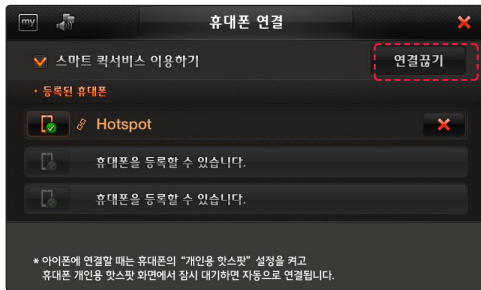 my
휴대폰 연결
스마트 퀵서비스 이용하기
연결끊기
• 등록된 휴대폰
Hotspot
휴대폰을 등록할 수 있습니다.
휴대폰을 등록할 수 있습니다.
* 아이폰에 연결할 때는 휴대폰의 "개인용 핫스팟" 설정을 켜고
휴대폰 개인용 핫스팟 화면에서 잠시 대기하면 자동으로 연결됩니다.